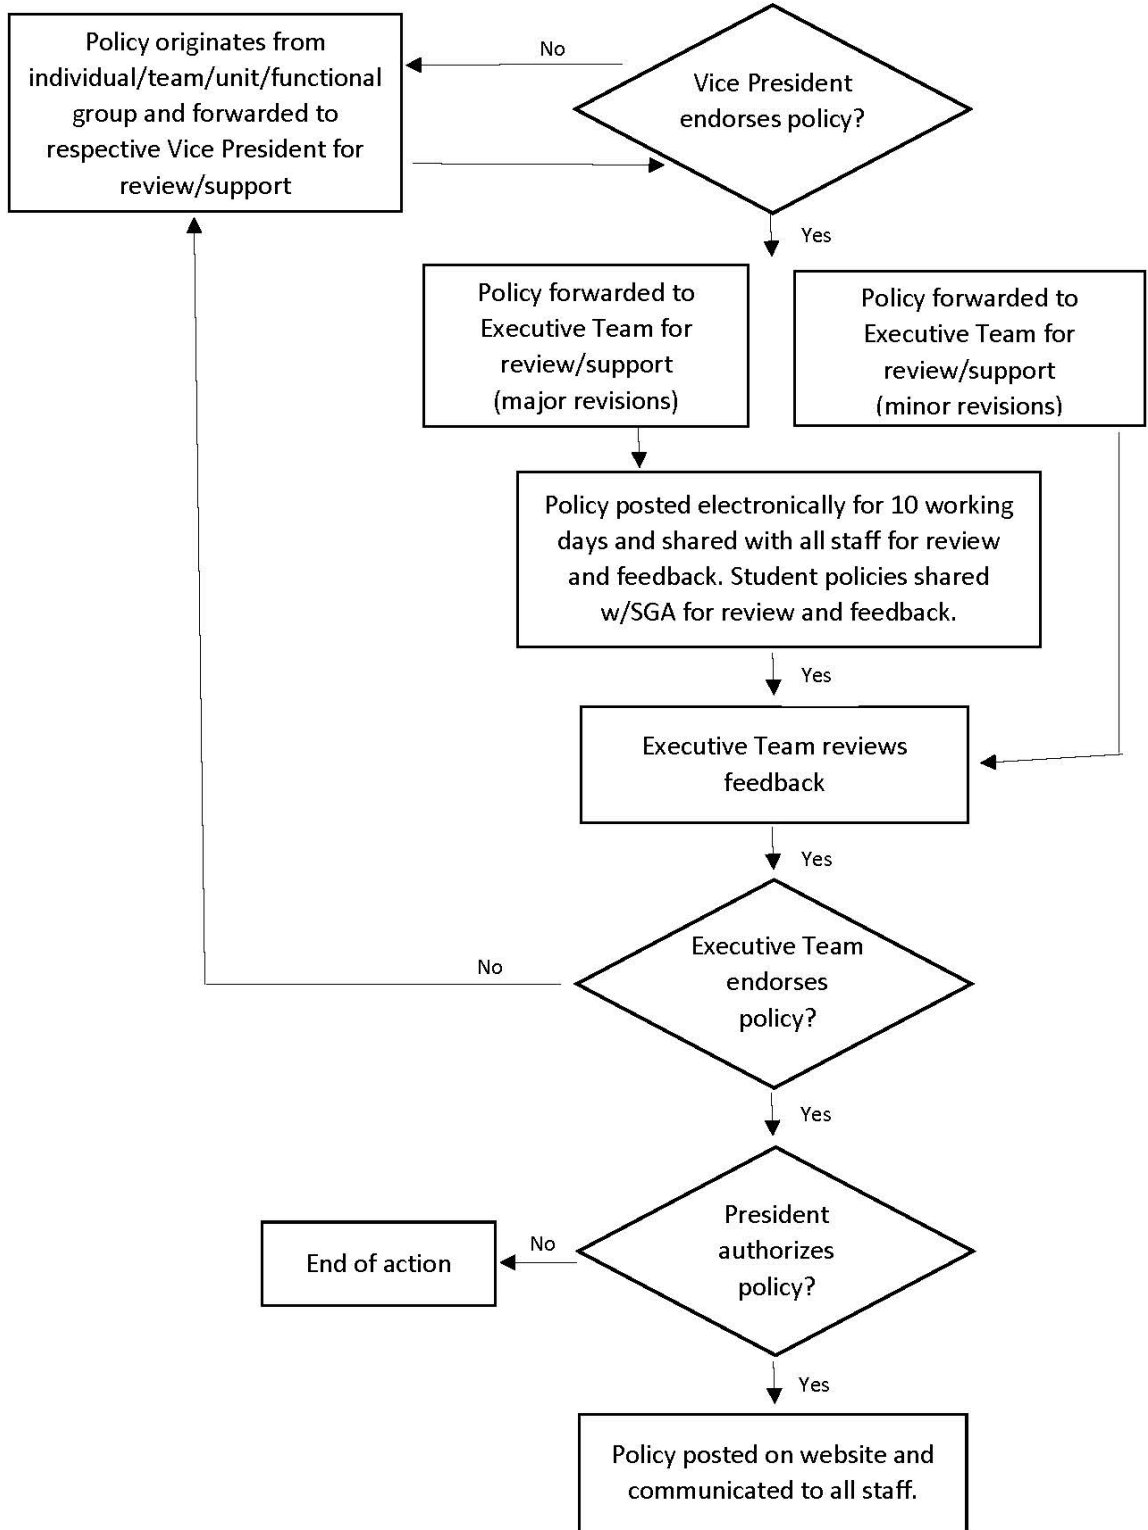 Policy originates from
individual/team/unit/functional
group and forwarded to
respective Vice President for
review/support
No
Vice President
endorses policy?
Yes
Policy forwarded to
Executive Team for
review/support
(major revisions)
Policy forwarded to
Executive Team for
review/support
(minor revisions)
Policy posted electronically for 10 working
days and shared with all staff for review
and feedback. Student policies shared
w/SGA for review and feedback.
Yes
Executive Team reviews
feedback
Yes
Executive Team
endorses
policy?
No
Yes
President
authorizes
policy?
No
End of action
Yes
Policy posted on website and
communicated to all staff.